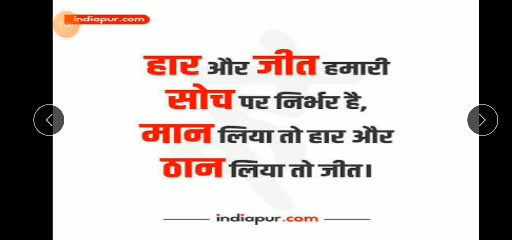 indiapur.com
हार और जीत हमारी
सोच पर निर्भर है,
मान लिया तो हार और
ठान लिया तो जीत।
indiapur.com